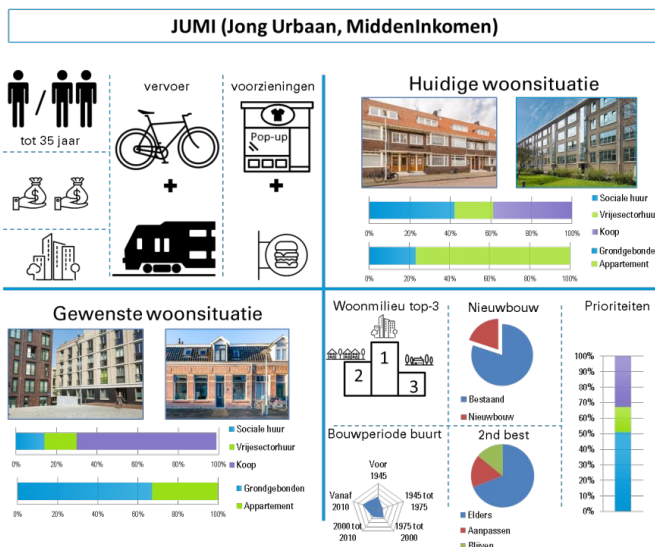 JUMI (Jong Urbaan, MiddenInkomen)
vervoer
voorzieningen
Pop-up
tot 35 jaar
Huidige woonsituatie
Sociale huur
Vrijesectorhuur
Koop
0% 20% 40% 60% 80% 100%
Grondgebonden
Appartement
0% 20% 40% 60% 80% 100%
Gewenste woonsituatie
Sociale huur
Vrijesectorhuur
Koop
0% 20% 40% 60% 80% 100%
Grondgebonden
Appartement
0% 20% 40% 60% 80% 100%
Woonmilieu top-3
1
2
3
Nieuwbouw
Bestaand
Nieuwbouw
Prioriteiten
100%
90%
80%
70%
60%
50%
40%
30%
20%
10%
0%
Bouwperiode buurt
Voor
1945
1945 tot
1975
1975 tot
2000
2000 tot
2010
Vanaf
2010
2nd best
Elders
Aanpassen
Blijven